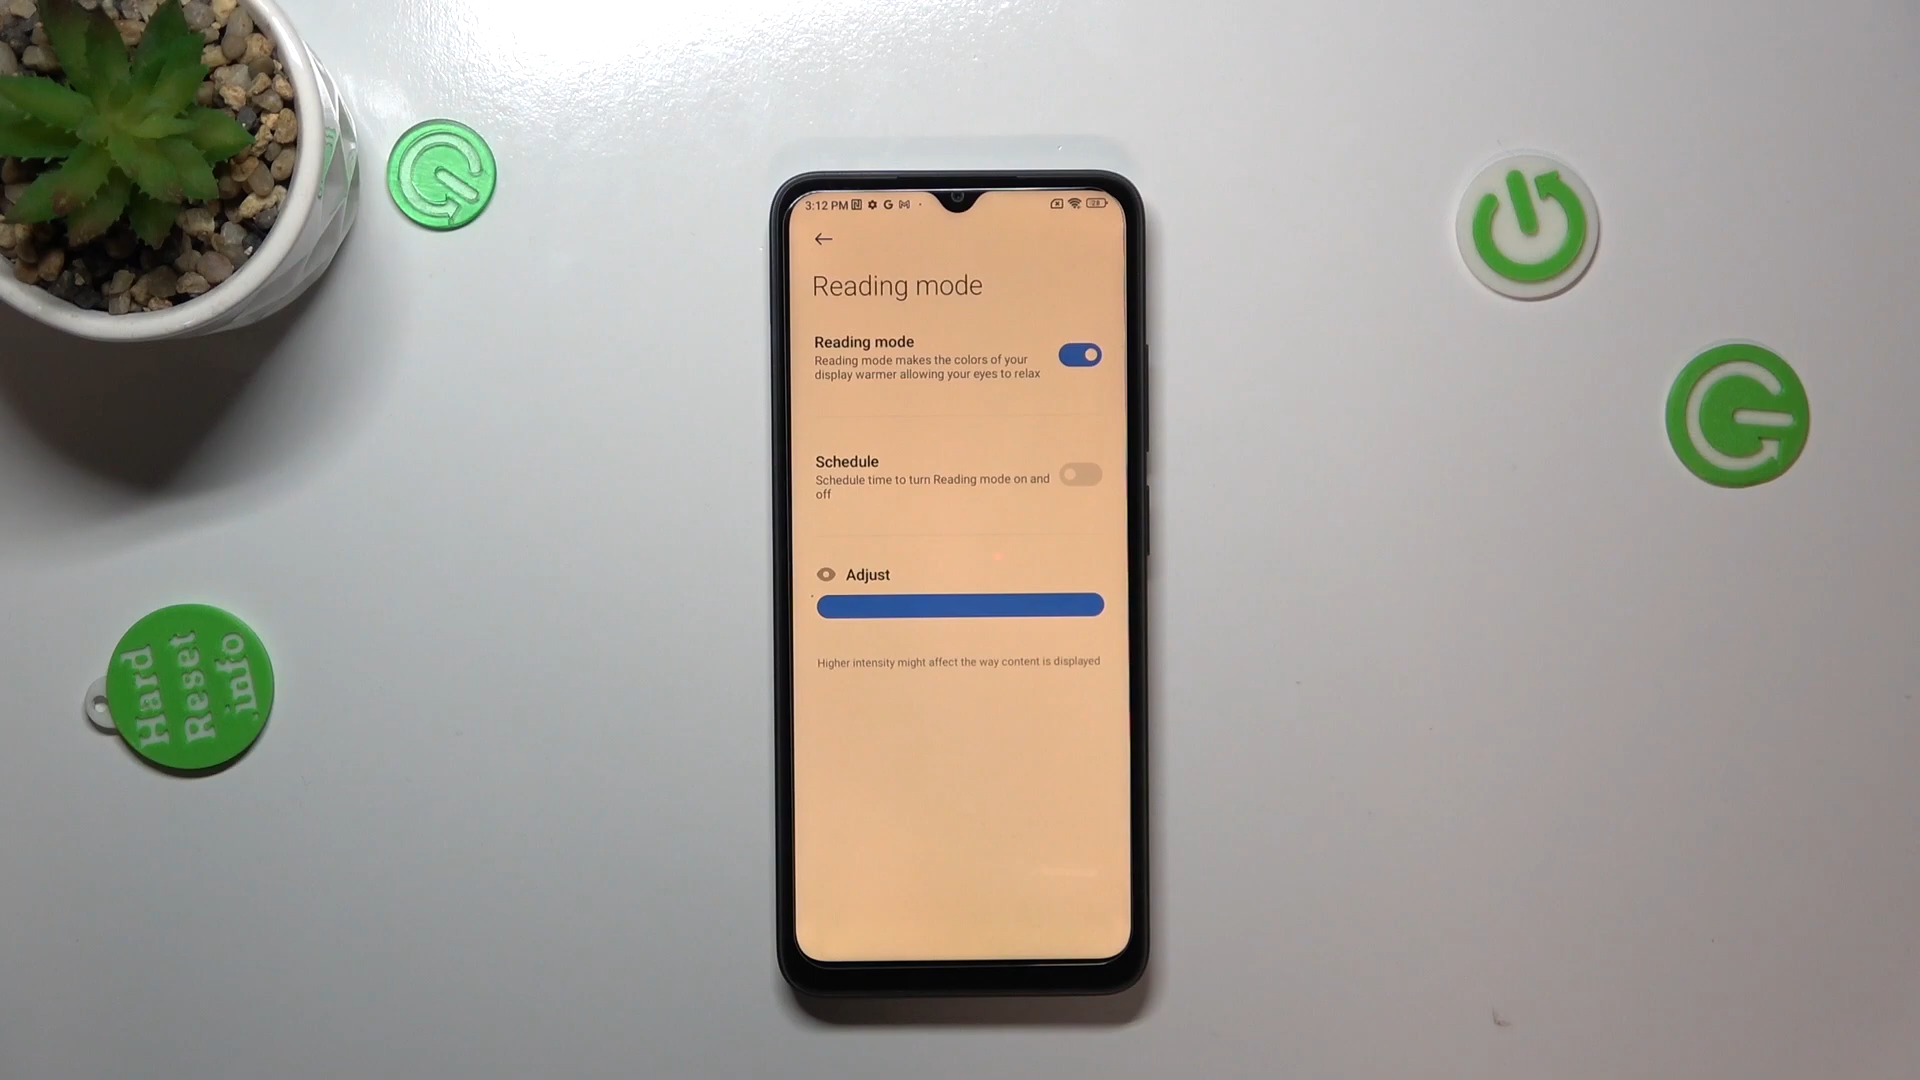 3:12 PM
Reading mode
Reading mode
Reading mode makes the colors of your
display warmer allowing your eyes to relax
Schedule
Schedule time to turn Reading mode on and
off
Adjust
Higher intensity might affect the way content is displayed
Hard
Reset
.info